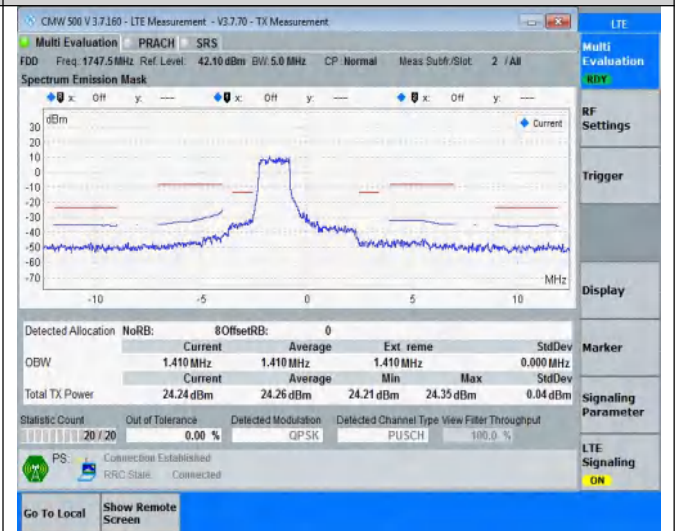 CMW 500 V 3.7.160 - LTE Measurement - V3.7.70 - TX Measurement
LTE
Multi Evaluation PRACH SRS
Multi Evaluation
RDY
FDD Freq.: 1747.5 MHz Ref. Level: 42.10 dBm BW: 5.0 MHz CP: Normal Meas Subfr./Slot: 2 / All
Spectrum Emission Mask
x: Off y: --- x: Off y: --- x: Off y: ---
dBm
Current
30
20
10
0
-10
-20
-30
-40
-50
-60
-70
MHz
-10 -5 0 5 10
RF Settings
Trigger
Display
Marker
Signaling Parameter
LTE Signaling
ON
Detected Allocation NoRB: 8 OffsetRB: 0
Current Average Ext reme StdDev
OBW 1.410 MHz 1.410 MHz 1.410 MHz 0.000 MHz
Current Average Min Max StdDev
Total TX Power 24.24 dBm 24.26 dBm 24.21 dBm 24.35 dBm 0.04 dBm
Statistic Count Out of Tolerance Detected Modulation Detected Channel Type View Filter Throughput
20 / 20 0.00 % QPSK PUSCH 100.0 %
PS: Connection Established
RRC State: Connected
Go To Local
Show Remote Screen